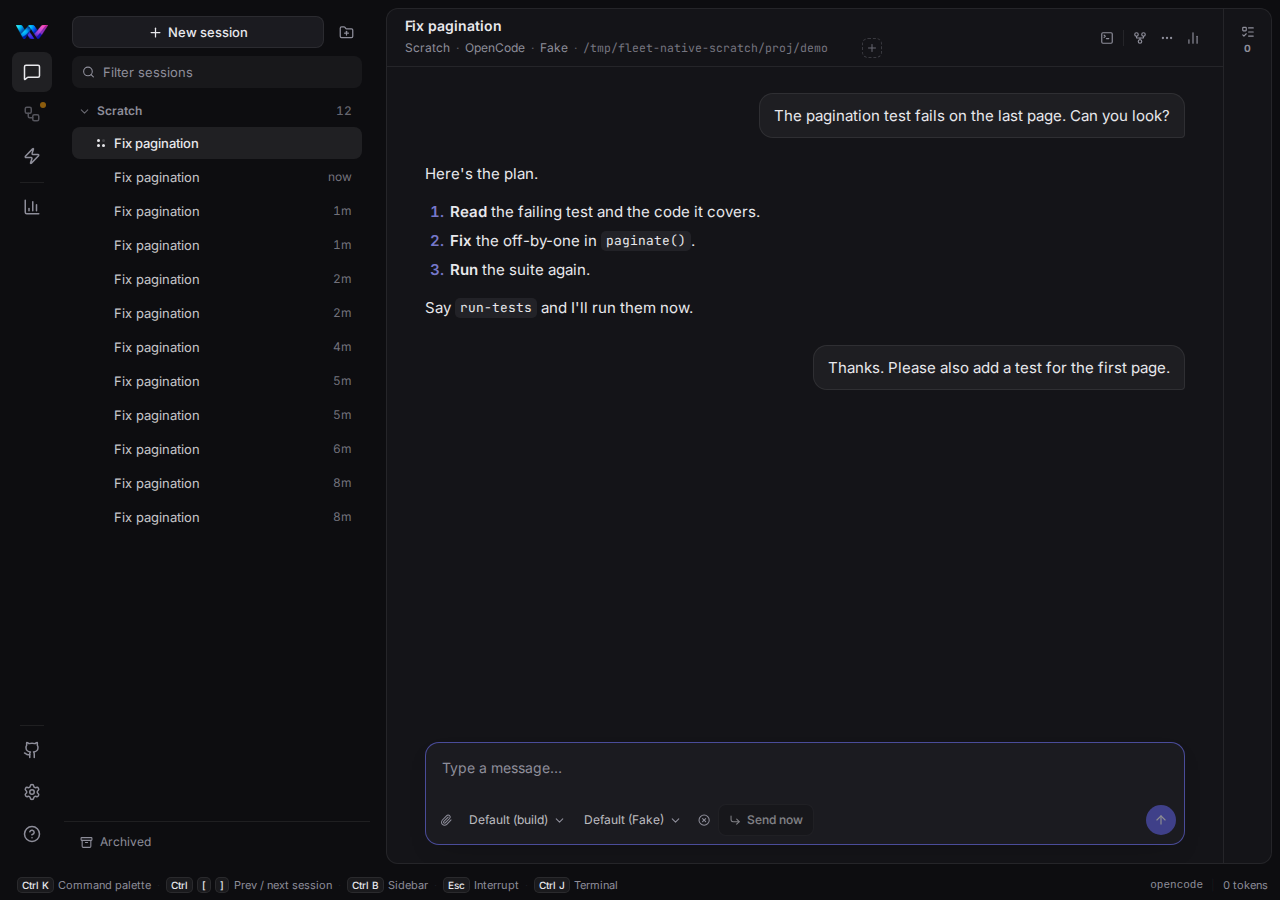 New session
Filter sessions
Scratch 12
Fix pagination
Fix pagination now
Fix pagination 1m
Fix pagination 1m
Fix pagination 2m
Fix pagination 2m
Fix pagination 4m
Fix pagination 5m
Fix pagination 5m
Fix pagination 6m
Fix pagination 8m
Fix pagination 8m
Archived
Fix pagination
Scratch · OpenCode · Fake · /tmp/fleet-native-scratch/proj/demo
0
The pagination test fails on the last page. Can you look?
Here's the plan.
1. Read the failing test and the code it covers.
2. Fix the off-by-one in paginate().
3. Run the suite again.
Say run-tests and I'll run them now.
Thanks. Please also add a test for the first page.
Type a message...
Default (build) Default (Fake) Send now
Ctrl K Command palette Ctrl [ ] Prev / next session Ctrl B Sidebar Esc Interrupt Ctrl J Terminal opencode 0 tokens